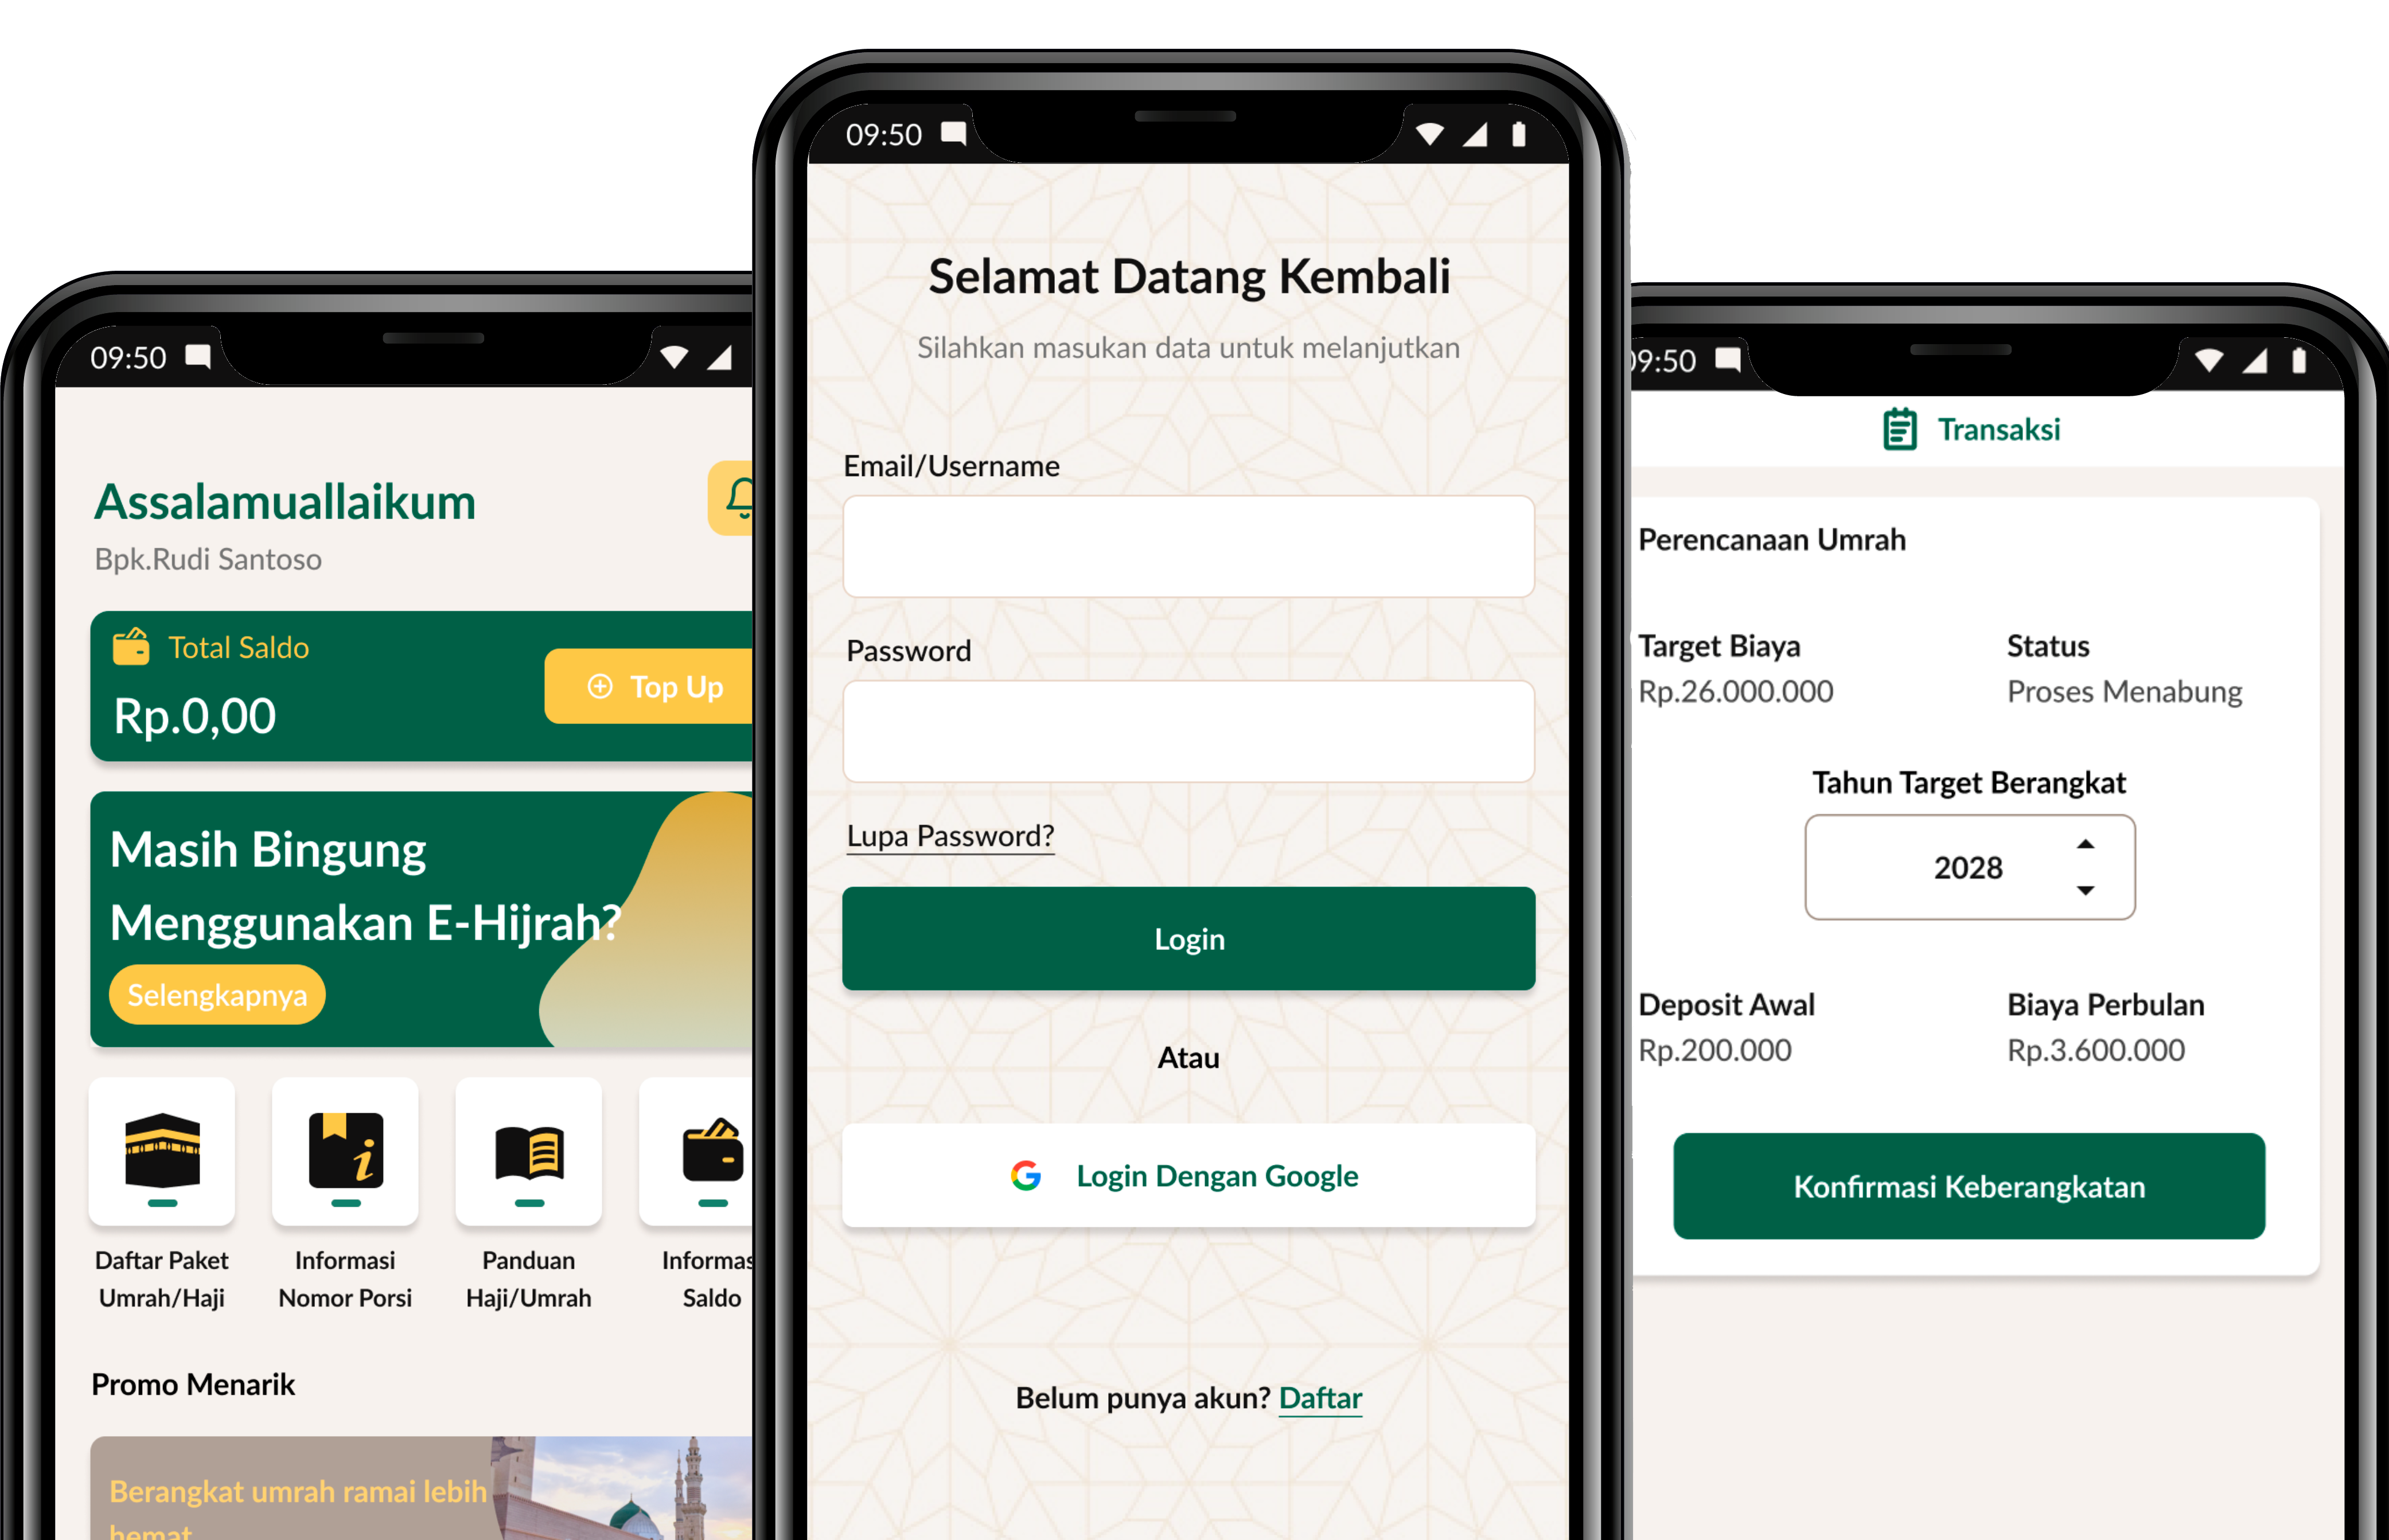 09:50
Assalamuallaikum
Bpk.Rudi Santoso
Total Saldo
Rp.0,00
Top Up
Masih Bingung
Menggunakan E-Hijrah?
Selengkapnya
Daftar Paket
Umrah/Haji
Informasi
Nomor Porsi
Panduan
Haji/Umrah
Informas
Saldo
Promo Menarik
Berangkat umrah ramai lebih
hemat
09:50
Selamat Datang Kembali
Silahkan masukan data untuk melanjutkan
Email/Username
Password
Lupa Password?
Login
Atau
Login Dengan Google
Belum punya akun? Daftar
09:50
Transaksi
Perencanaan Umrah
Target Biaya
Rp.26.000.000
Status
Proses Menabung
Tahun Target Berangkat
2028
Deposit Awal
Rp.200.000
Biaya Perbulan
Rp.3.600.000
Konfirmasi Keberangkatan